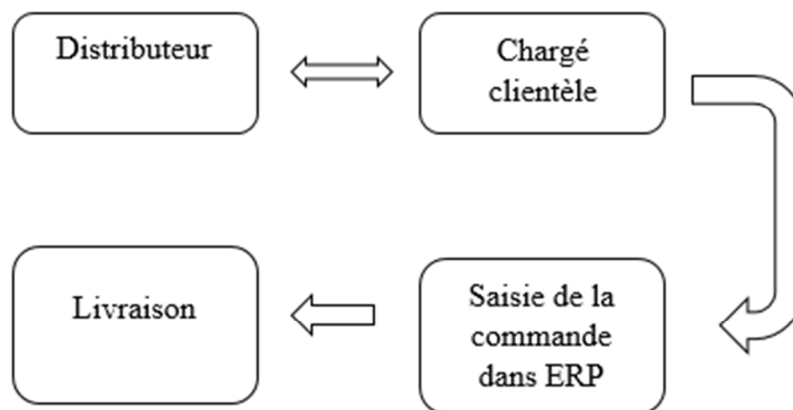 Distributeur
Chargé
clientèle
Livraison
Saisie de la
commande
dans ERP